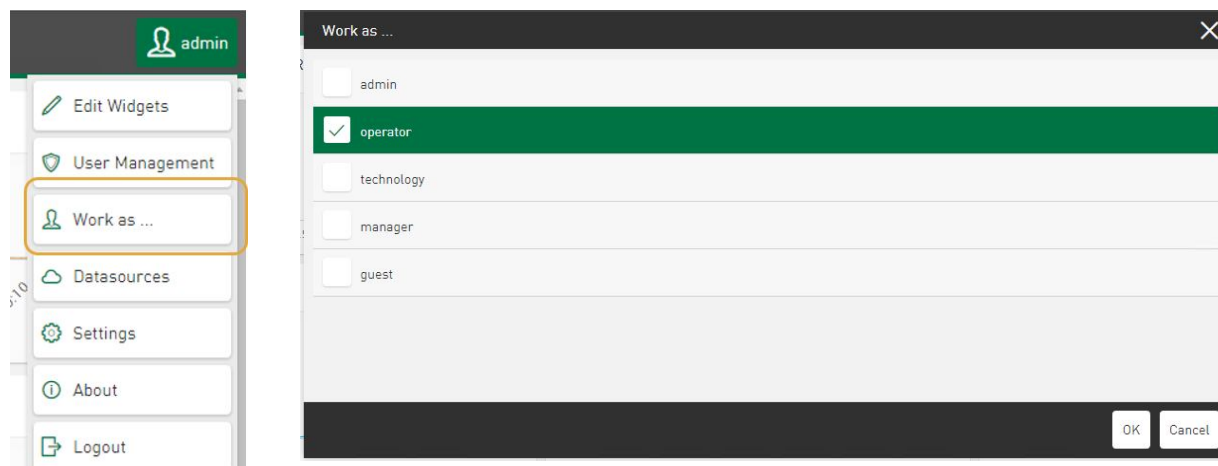 admin
Edit Widgets
User Management
Work as ...
Datasources
Settings
About
Logout
Work as ...
admin
operator
technology
manager
guest
OK Cancel